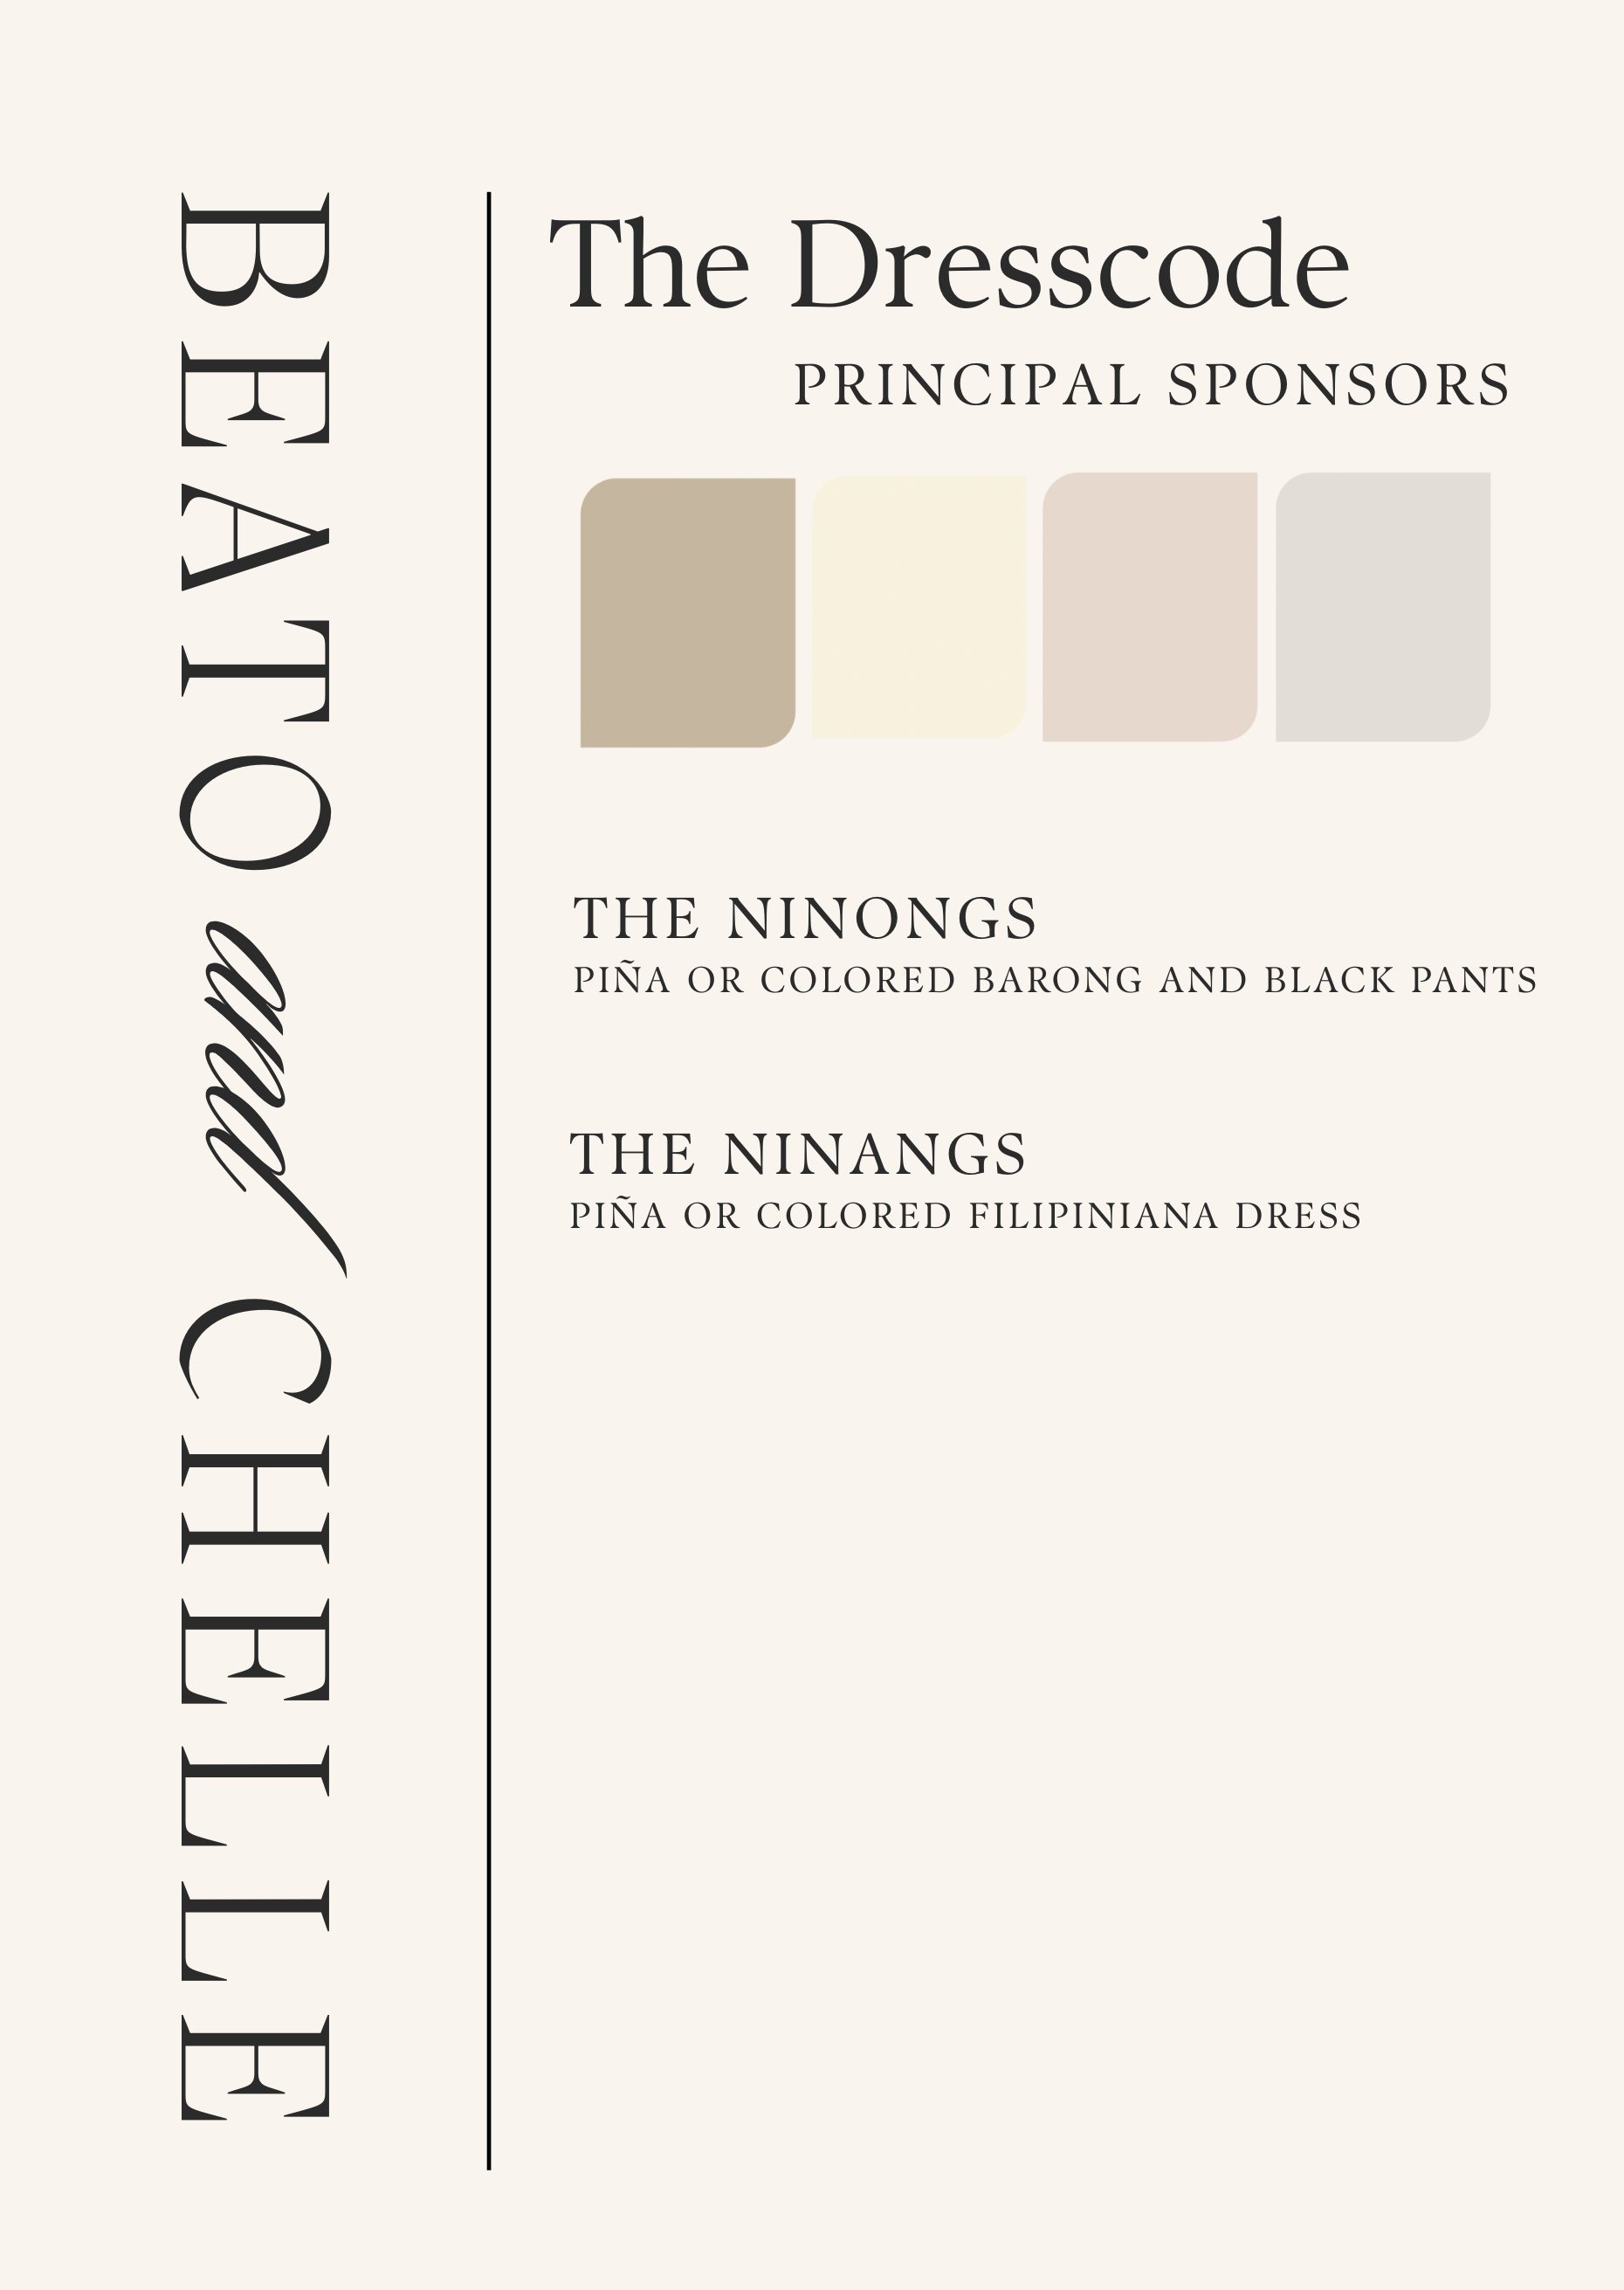 BEATO and CHELLE
The Dresscode
PRINCIPAL SPONSORS
THE NINONGS
PIÑA OR COLORED BARONG AND BLACK PANTS
THE NINANGS
PIÑA OR COLORED FILIPINIANA DRESS